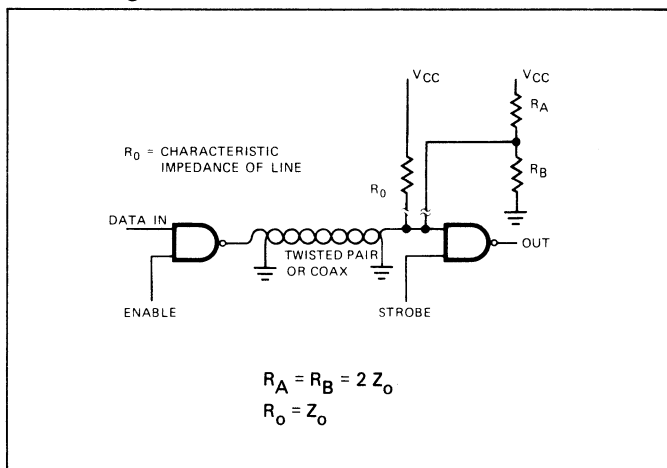 VCC
VCC
RA
R0 = CHARACTERISTIC
IMPEDANCE OF LINE
R0
RB
DATA IN
OUT
TWISTED PAIR
OR COAX
ENABLE
STROBE
RA = RB = 2 Zo
Ro = Zo